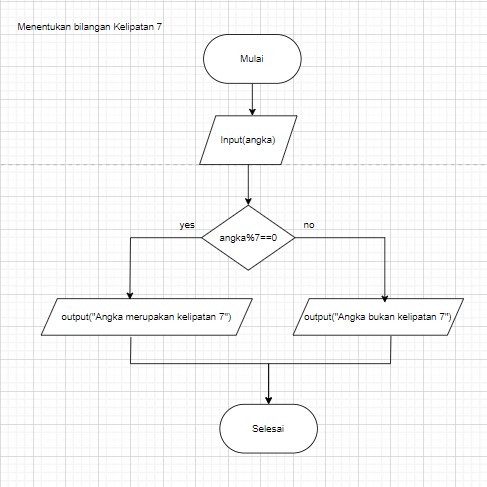 Menentukan bilangan Kelipatan 7
Mulai
Input(angka)
yes
no
angka%7==0
output("Angka merupakan kelipatan 7")
output("Angka bukan kelipatan 7")
Selesai